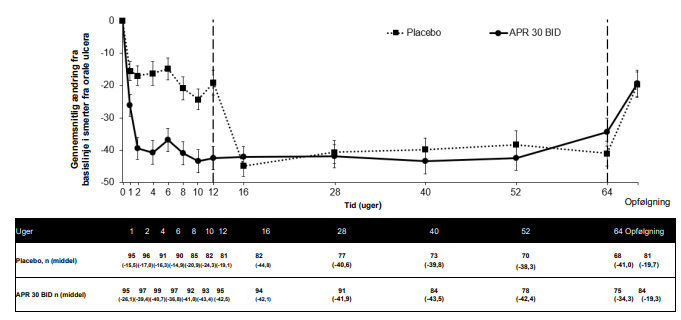 Gennemsnitlig ændring fra
basislinje i smerter fra orale ulcera
0
-10
-20
-30
-40
-50
Placebo
APR 30 BID
0 1 2 4 6 8 10 12 16 28 40 52 64
Opfølgning
Tid (uger)
Uger 1 2 4 6 8 10 12 16 28 40 52 64 Opfølgning
Placebo, n (middel) 95 96 91 90 85 82 81 82 77 73 70 68 81
(-15,5) (-17,0) (-16,3) (-14,9) (-20,9) (-24,3) (-19,1) (-44,8) (-40,6) (-39,8) (-38,3) (-41,0) (-19,7)
APR 30 BID n (middel) 95 97 99 97 92 93 95 94 91 84 78 75 84
(-26,1) (-39,4) (-40,7) (-36,8) (-41,0) (-43,4) (-42,5) (-42,1) (-41,9) (-43,5) (-42,4) (-34,3) (-19,3)